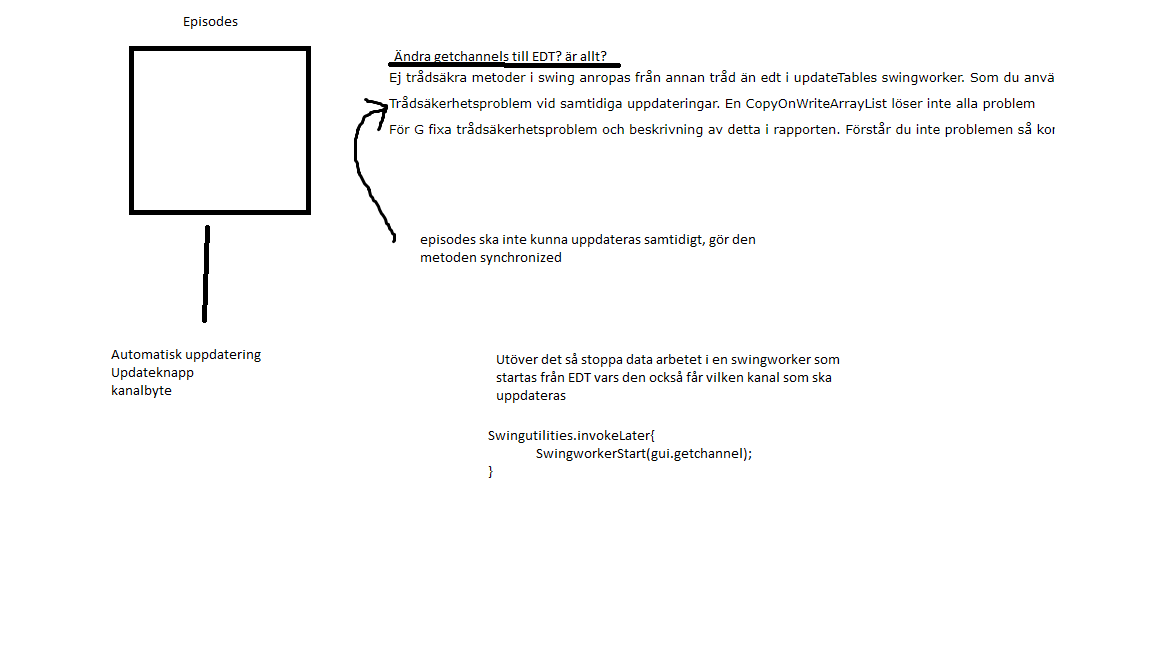 Episodes
Ändra getchannels till EDT? är allt?
Ej trådsäkra metoder i swing anropas från annan tråd än edt i updateTables swingworker. Som du anvä
Trådsäkerhetsproblem vid samtidiga uppdateringar. En CopyOnWriteArrayList löser inte alla problem
För G fixa trådsäkerhetsproblem och beskrivning av detta i rapporten. Förstår du inte problemen så kor
episodes ska inte kunna uppdateras samtidigt, gör den
metoden synchronized
Automatisk uppdatering
Updateknapp
kanalbyte
Utöver det så stoppa data arbetet i en swingworker som
startas från EDT vars den också får vilken kanal som ska
uppdateras
Swingutilities.invokeLater{
SwingworkerStart(gui.getchannel);
}